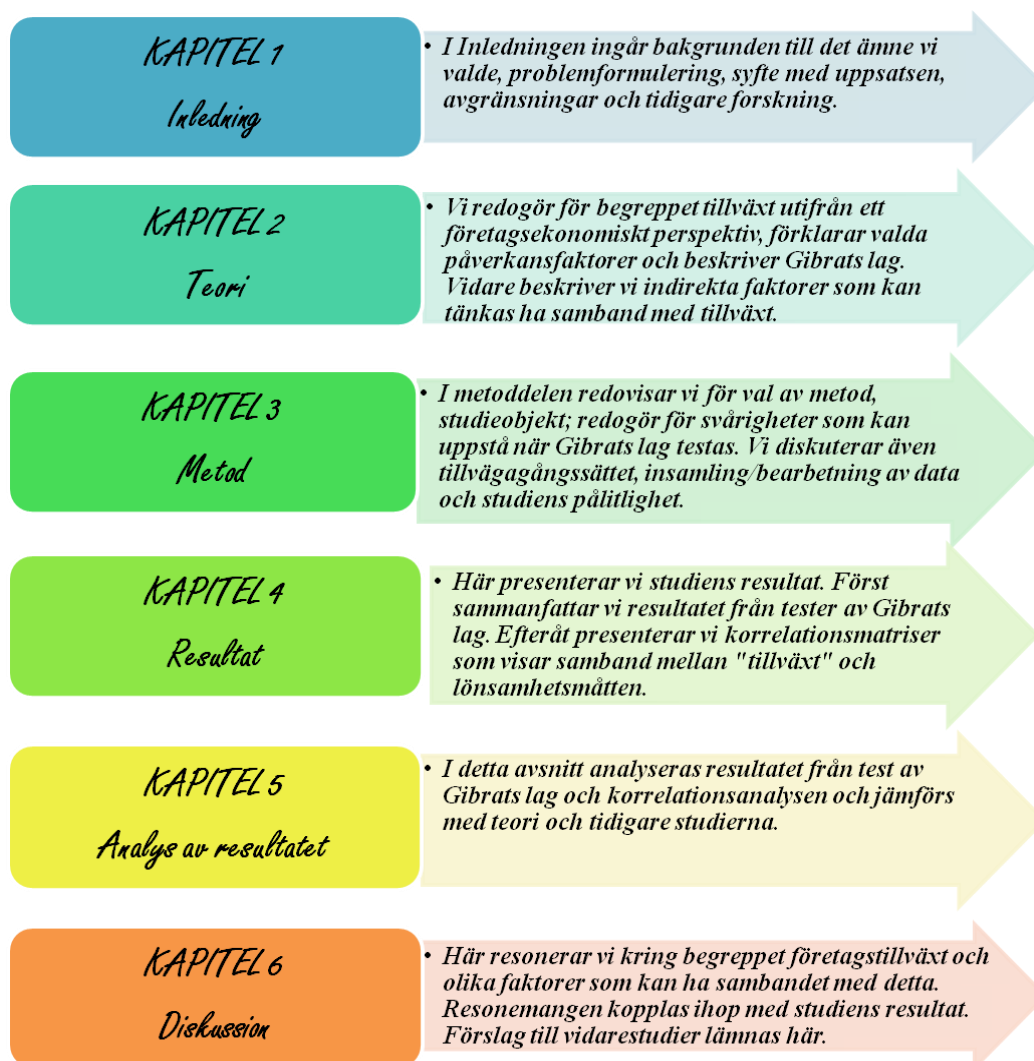 KAPITEL 1
Inledning
• I Inledningen ingår bakgrunden till det ämne vi
valde, problemformulering, syfte med uppsatsen,
avgränsningar och tidigare forskning.
KAPITEL 2
Teori
• Vi redogör för begreppet tillväxt utifrån ett
företagsekonomiskt perspektiv, förklarar valda
påverkansfaktorer och beskriver Gibrats lag.
Vidare beskriver vi indirekta faktorer som kan
tänkas ha samband med tillväxt.
KAPITEL 3
Metod
• I metoddelen redovisar vi för val av metod,
studieobjekt; redogör för svårigheter som kan
uppstå när Gibrats lag testas. Vi diskuterar även
tillvägagångssättet, insamling/bearbetning av data
och studiens pålitlighet.
KAPITEL 4
Resultat
• Här presenterar vi studiens resultat. Först
sammanfattar vi resultatet från tester av Gibrats
lag. Efteråt presenterar vi korrelationsmatriser
som visar samband mellan "tillväxt" och
lönsamhetsmåtten.
KAPITEL 5
Analys av resultatet
• I detta avsnitt analyseras resultatet från test av
Gibrats lag och korrelationsanalysen och jämförs
med teori och tidigare studierna.
KAPITEL 6
Diskussion
• Här resonerar vi kring begreppet företagstillväxt och
olika faktorer som kan ha sambandet med detta.
Resonemangen kopplas ihop med studiens resultat.
Förslag till vidarestudier lämnas här.